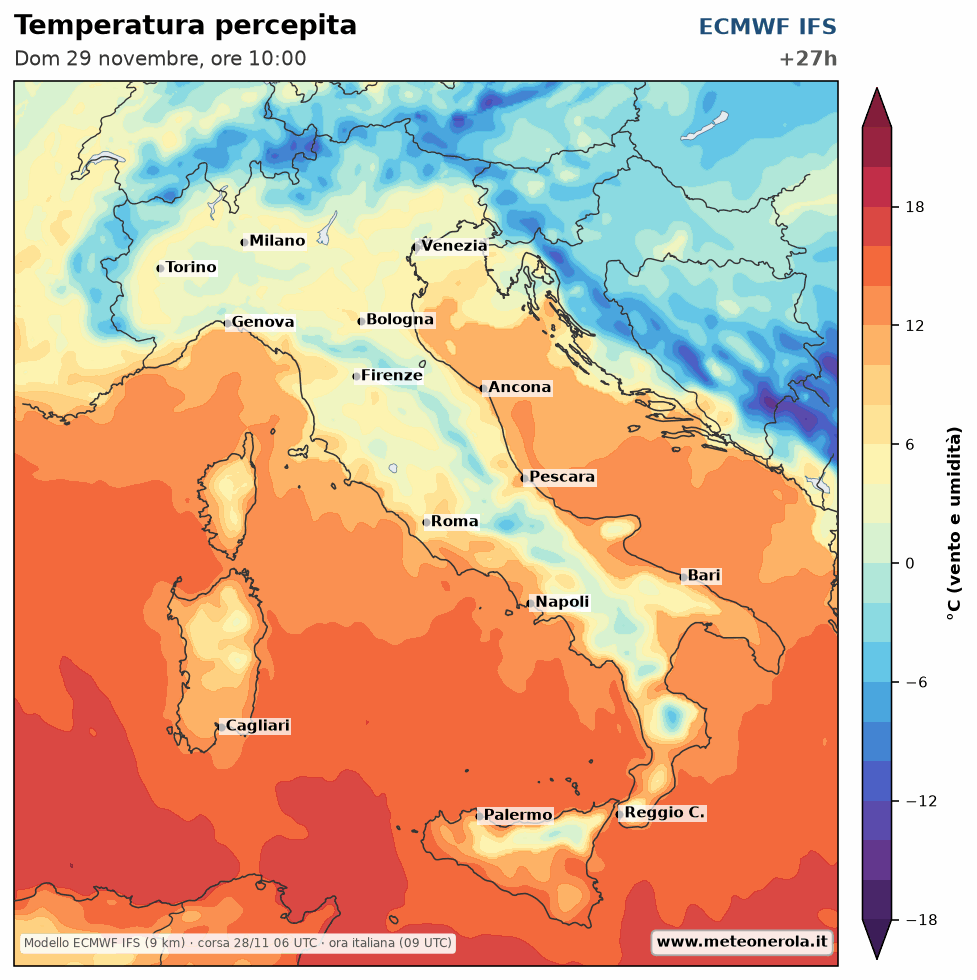 Temperatura percepita
ECMWF IFS
Dom 29 novembre, ore 10:00
+27h
Milano
Venezia
Torino
Genova
Bologna
Firenze
Ancona
Pescara
Roma
Bari
Napoli
Cagliari
Palermo
Reggio C.
18
12
6
0
−6
−12
−18
°C (vento e umidità)
Modello ECMWF IFS (9 km) · corsa 28/11 06 UTC · ora italiana (09 UTC)
www.meteonerola.it